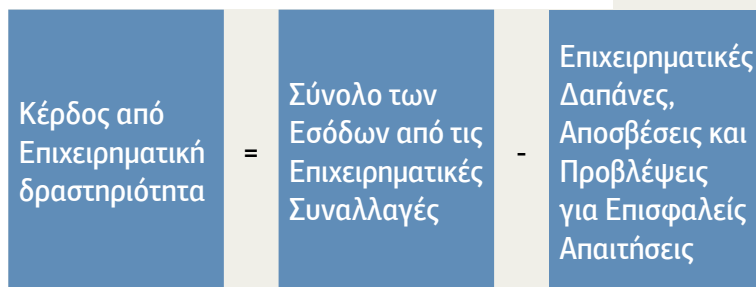 Κέρδος από
Επιχειρηματική
δραστηριότητα
=
Σύνολο των
Εσόδων από τις
Επιχειρηματικές
Συναλλαγές
-
Επιχειρηματικές
Δαπάνες,
Αποσβέσεις και
Προβλέψεις
για Επισφαλείς
Απαιτήσεις